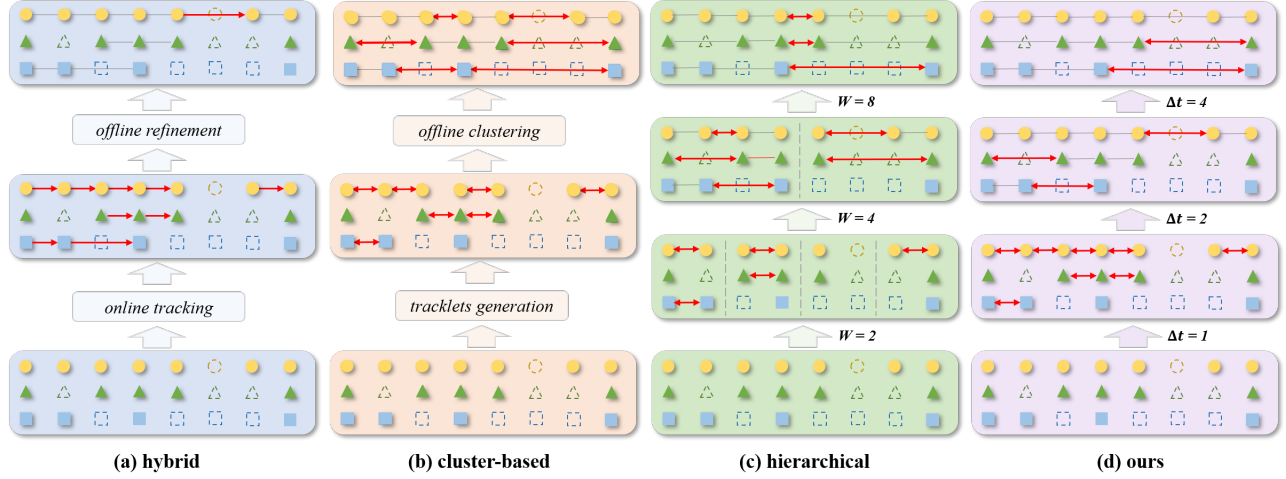 offline refinement
online tracking
(a) hybrid
offline clustering
tracklets generation
(b) cluster-based
W = 8
W = 4
W = 2
(c) hierarchical
Δt = 4
Δt = 2
Δt = 1
(d) ours